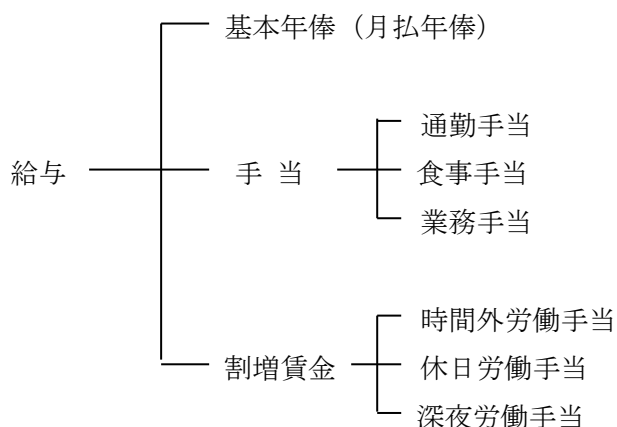 基本年俸（月払年俸）
通勤手当
給与
手 当
食事手当
業務手当
時間外労働手当
割増賃金
休日労働手当
深夜労働手当